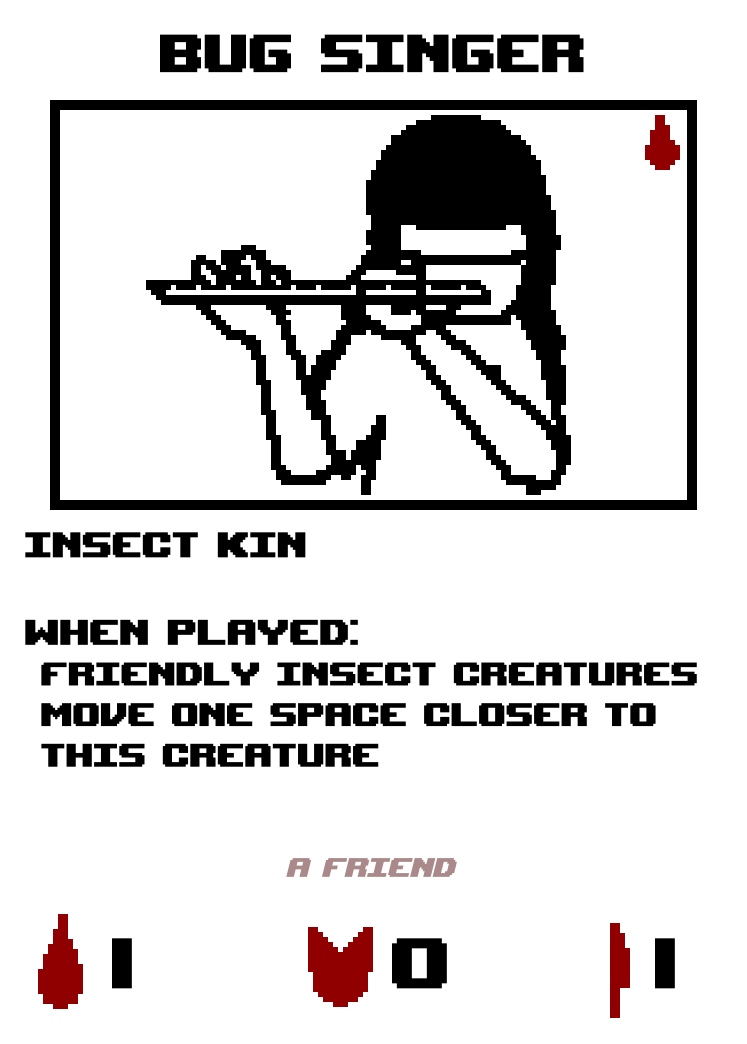 BUG SINGER
INSECT KIN
WHEN PLAYED:
FRIENDLY INSECT CREATURES
MOVE ONE SPACE CLOSER TO
THIS CREATURE
A FRIEND
1 0 1